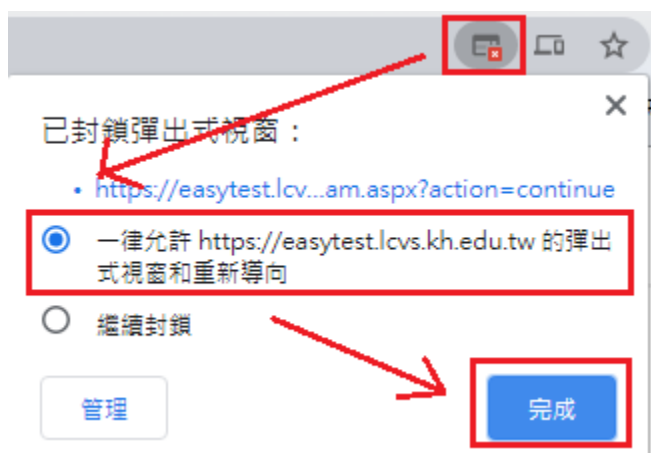 已封鎖彈出式視窗：
• https://easytest.lcv...am.aspx?action=continue
一律允許 https://easytest.lcvs.kh.edu.tw 的彈出
式視窗和重新導向
繼續封鎖
管理
完成